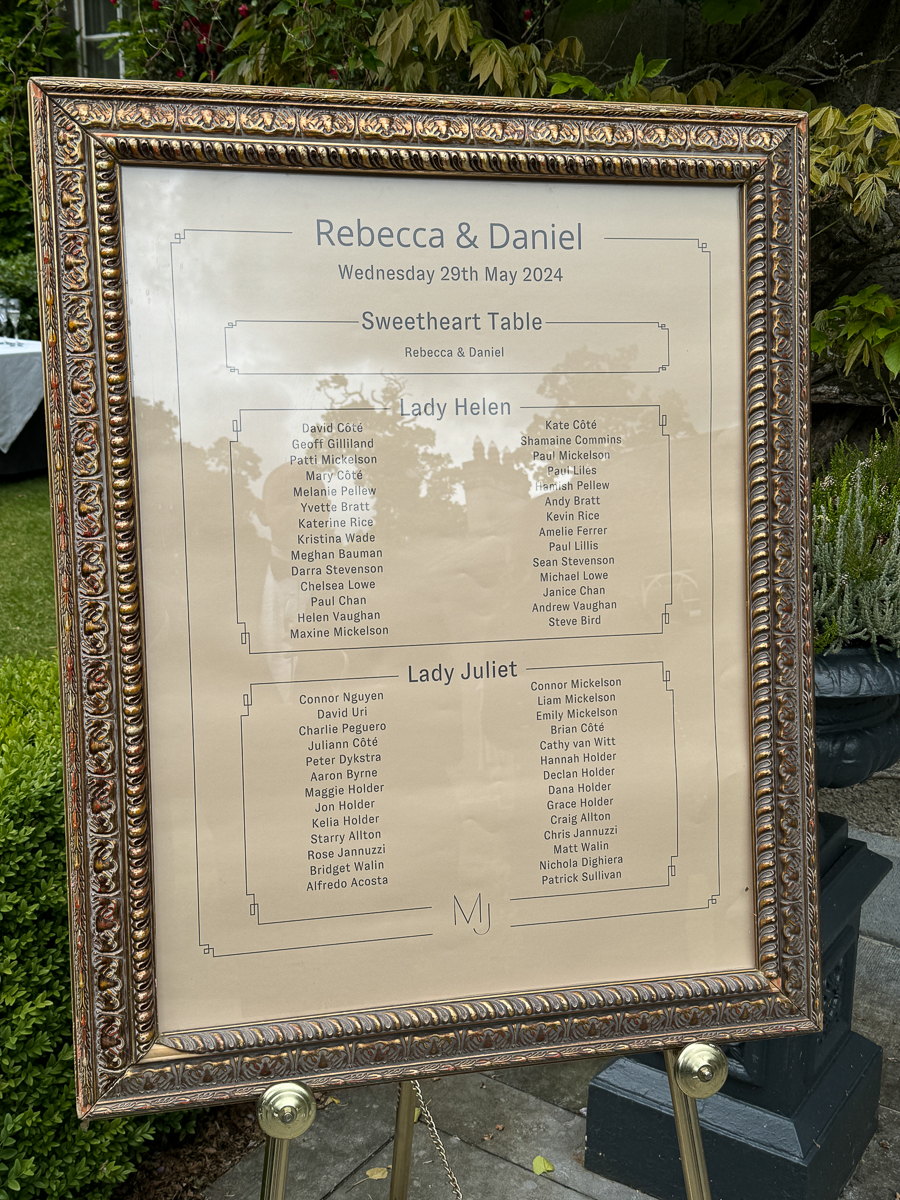 Rebecca & Daniel
Wednesday 29th May 2024
Sweetheart Table
Rebecca & Daniel
Lady Helen
David Côté
Geoff Gilliland
Patti Mickelson
Mary Côté
Melanie Pellew
Yvette Bratt
Katerine Rice
Kristina Wade
Meghan Bauman
Darra Stevenson
Chelsea Lowe
Paul Chan
Helen Vaughan
Maxine Mickelson
Kate Côté
Shamaine Commins
Paul Mickelson
Paul Liles
Hamish Pellew
Andy Bratt
Kevin Rice
Amelie Ferrer
Paul Lillis
Sean Stevenson
Michael Lowe
Janice Chan
Andrew Vaughan
Steve Bird
Lady Juliet
Connor Nguyen
David Uri
Charlie Peguero
Juliann Côté
Peter Dykstra
Aaron Byrne
Maggie Holder
Jon Holder
Kelia Holder
Starry Allton
Rose Jannuzzi
Bridget Walin
Alfredo Acosta
Connor Mickelson
Liam Mickelson
Emily Mickelson
Brian Côté
Cathy van Witt
Hannah Holder
Declan Holder
Dana Holder
Grace Holder
Craig Allton
Chris Jannuzzi
Matt Walin
Nichola Dighiera
Patrick Sullivan
MJ